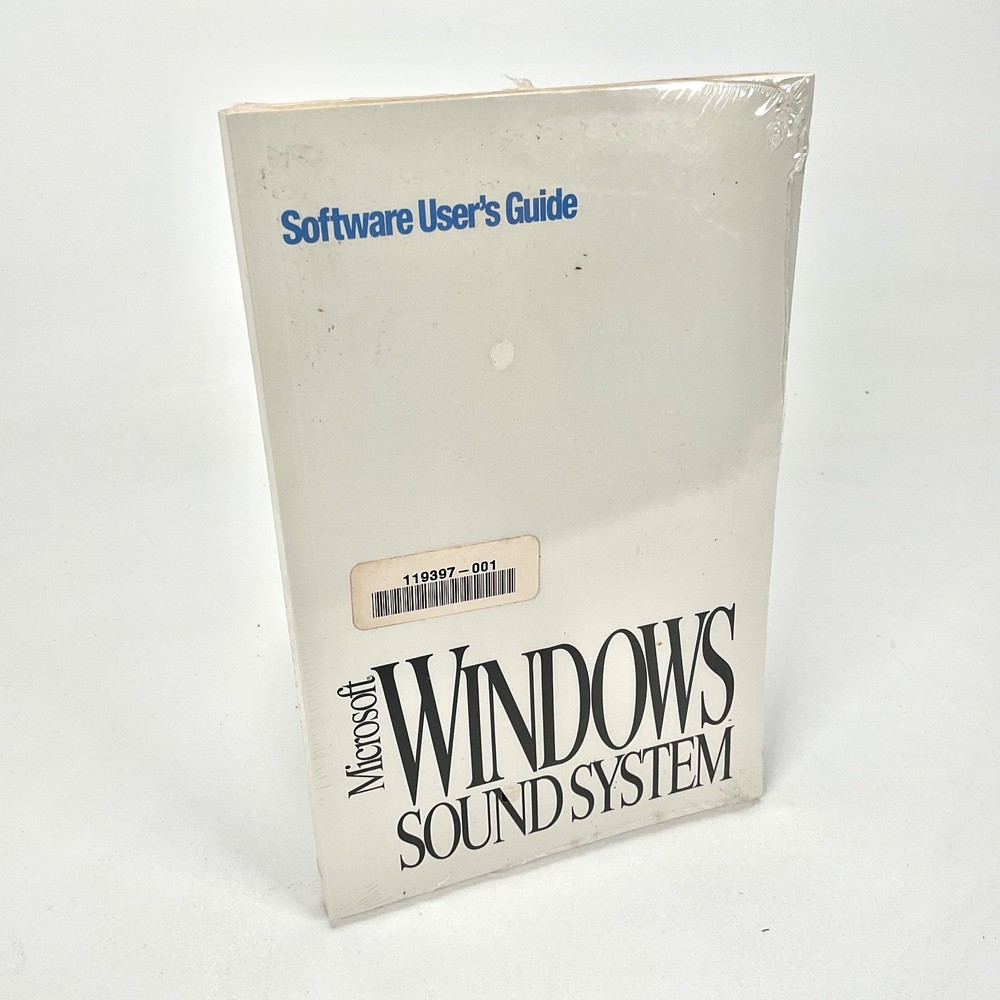 Software User's Guide
119397-001
Microsoft
WINDOWS
SOUND SYSTEM